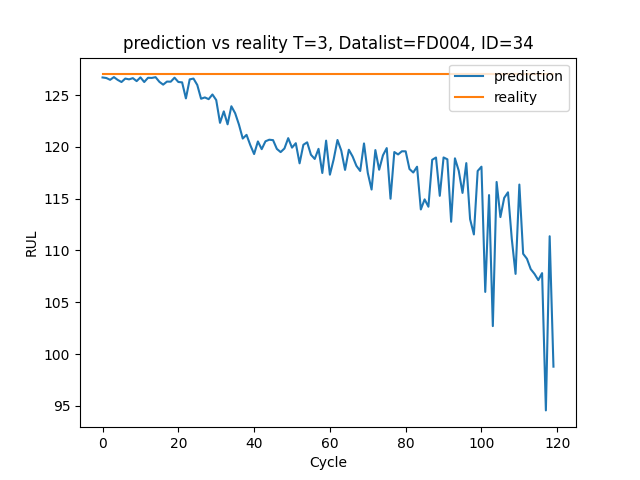 prediction vs reality T=3, Datalist=FD004, ID=34
prediction
reality
125
120
115
110
105
100
95
RUL
0 20 40 60 80 100 120
Cycle